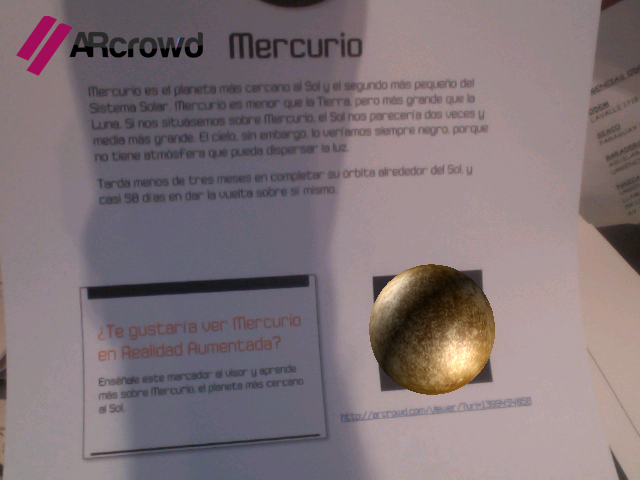 ARcrowd
Mercurio
Mercurio es el planeta más cercano al Sol y el segundo más pequeño del
Sistema Solar. Mercurio es menor que la Tierra, pero más grande que la
Luna. Si nos situásemos sobre Mercurio, el Sol nos parecería dos veces y
media más grande. El cielo, sin embargo, lo veríamos siempre negro, porque
no tiene atmósfera que pueda dispersar la luz.
Tarda menos de tres meses en completar su órbita alrededor del Sol, y
casi 58 días en dar la vuelta sobre si mismo.
¿Te gustaría ver Mercurio
en Realidad Aumentada?
Enséñale este marcador al visor y aprende
más sobre Mercurio, el planeta más cercano
al Sol.